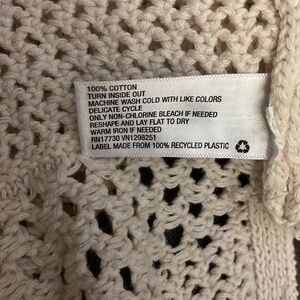 100% COTTON
TURN INSIDE OUT
MACHINE WASH COLD WITH LIKE COLORS
DELICATE CYCLE
ONLY NON-CHLORINE BLEACH IF NEEDED
RESHAPE AND LAY FLAT TO DRY
WARM IRON IF NEEDED
RN17730 VN1298251
LABEL MADE FROM 100% RECYCLED PLASTIC